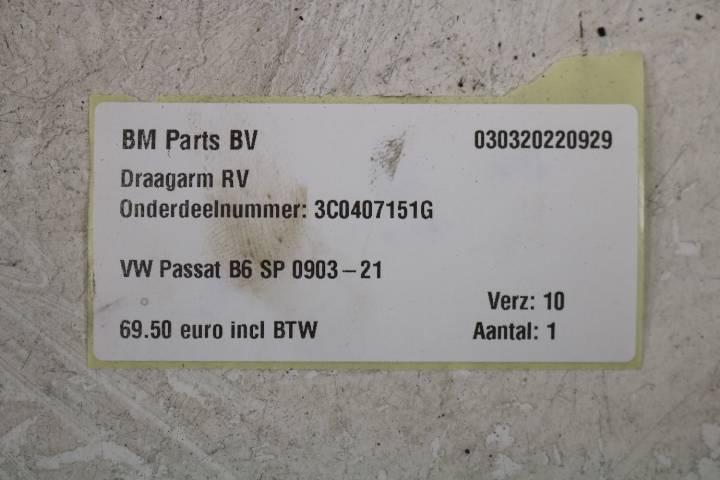 BM Parts BV 030320220929
Draagarm RV
Onderdeelnummer: 3C0407151G
VW Passat B6 SP 0903-21
Verz: 10
69.50 euro incl BTW Aantal: 1